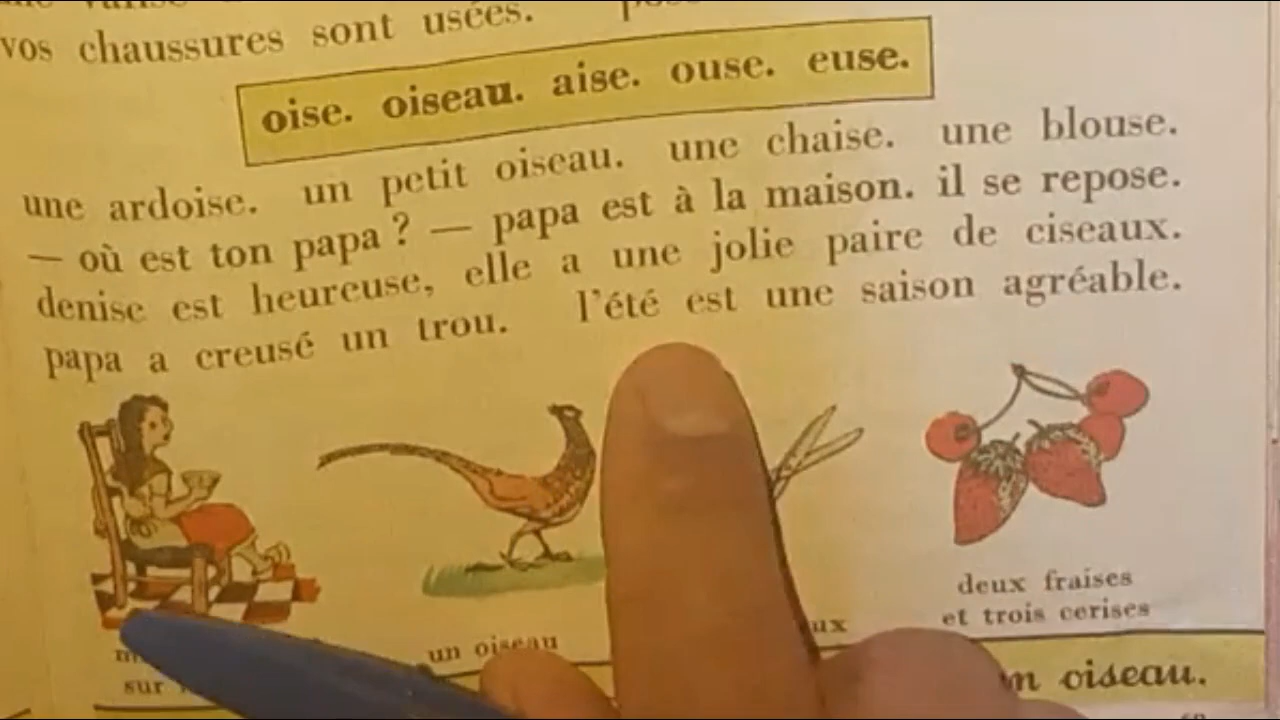 vos chaussures sont usées.
oise. oiseau. aise. ouse. euse.
une ardoise. un petit oiseau. une chaise. une blouse.
— où est ton papa ? — papa est à la maison. il se repose.
denise est heureuse, elle a une jolie paire de ciseaux.
papa a creusé un trou. l'été est une saison agréable.
un oiseau
deux fraises
et trois cerises
sur
oiseau.